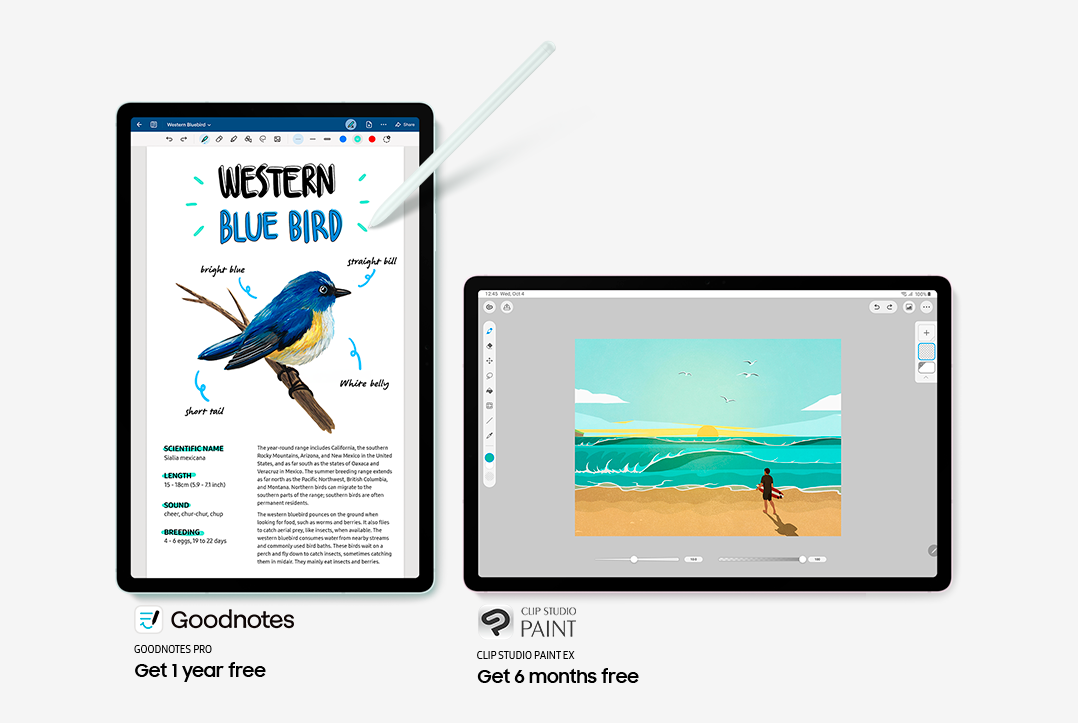 Western Bluebird
Share
WESTERN
BLUE BIRD
straight bill
bright blue
White belly
short tail
SCIENTIFIC NAME
Sialia mexicana
LENGTH
15 - 18cm (5.9 - 7.1 inch)
SOUND
cheer, chur-chur, chup
BREEDING
4 - 6 eggs, 19 to 22 days
The year-round range includes California, the southern
Rocky Mountains, Arizona, and New Mexico in the United
States, and as far south as the states of Oaxaca and
Veracruz in Mexico. The summer breeding range extends
as far north as the Pacific Northwest, British Columbia,
and Montana. Northern birds can migrate to the
southern parts of the range; southern birds are often
permanent residents.
The western bluebird pounces on the ground when
looking for food, such as worms and berries. It also flies
to catch aerial prey, like insects, when available. The
western bluebird consumes water from nearby streams
and commonly used bird baths. These birds wait on a
perch and fly down to catch insects, sometimes catching
them in midair. They mainly eat insects and berries.
Goodnotes
GOODNOTES PRO
Get 1 year free
12:45 Wed, Oct 4
100%
CLIP STUDIO
PAINT
CLIP STUDIO PAINT EX
Get 6 months free